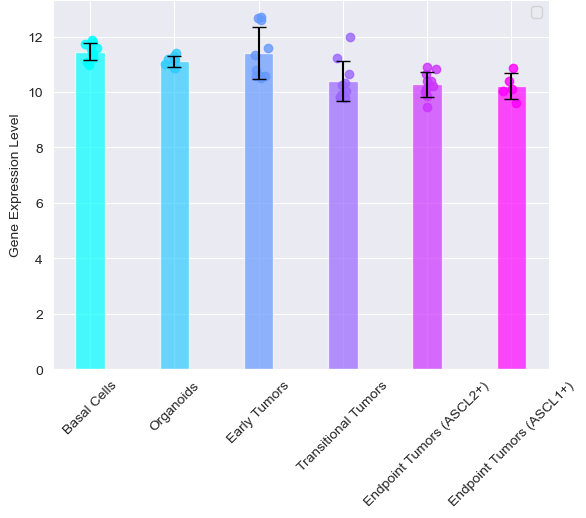 Gene Expression Level
12
10
8
6
4
2
0
Basal Cells
Organoids
Early Tumors
Transitional Tumors
Endpoint Tumors (ASCL2+)
Endpoint Tumors (ASCL1+)